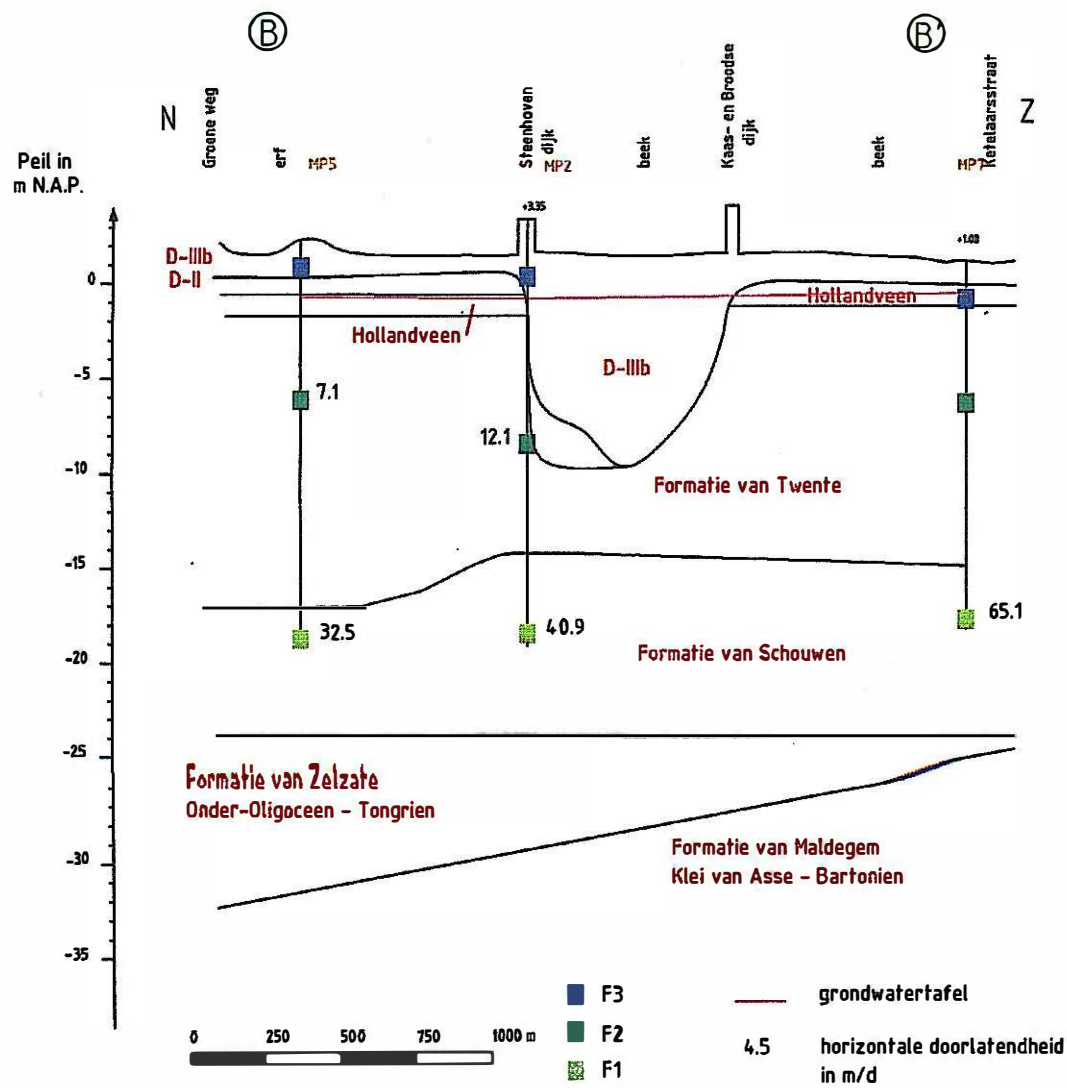 B
B'
N
Groene weg
erf
MP5
Steenhoven
dijk
MP2
beek
Kaas- en Broodse
dijk
beek
MP7
Ketelaarsstraat
Z
Peil in
m N.A.P.
+3.35
+1.03
D-IIIb
D-II
0
Hollandveen
Hollandveen
-5
D-IIIb
7.1
12.1
-10
Formatie van Twente
-15
32.5
40.9
65.1
Formatie van Schouwen
-20
-25
Formatie van Zelzate
Onder-Oligoceen - Tongrien
Formatie van Maldegem
Klei van Asse - Bartonien
-30
-35
F3
grondwatertafel
F2
0 250 500 750 1000 m
4.5 horizontale doorlatendheid
in m/d
F1